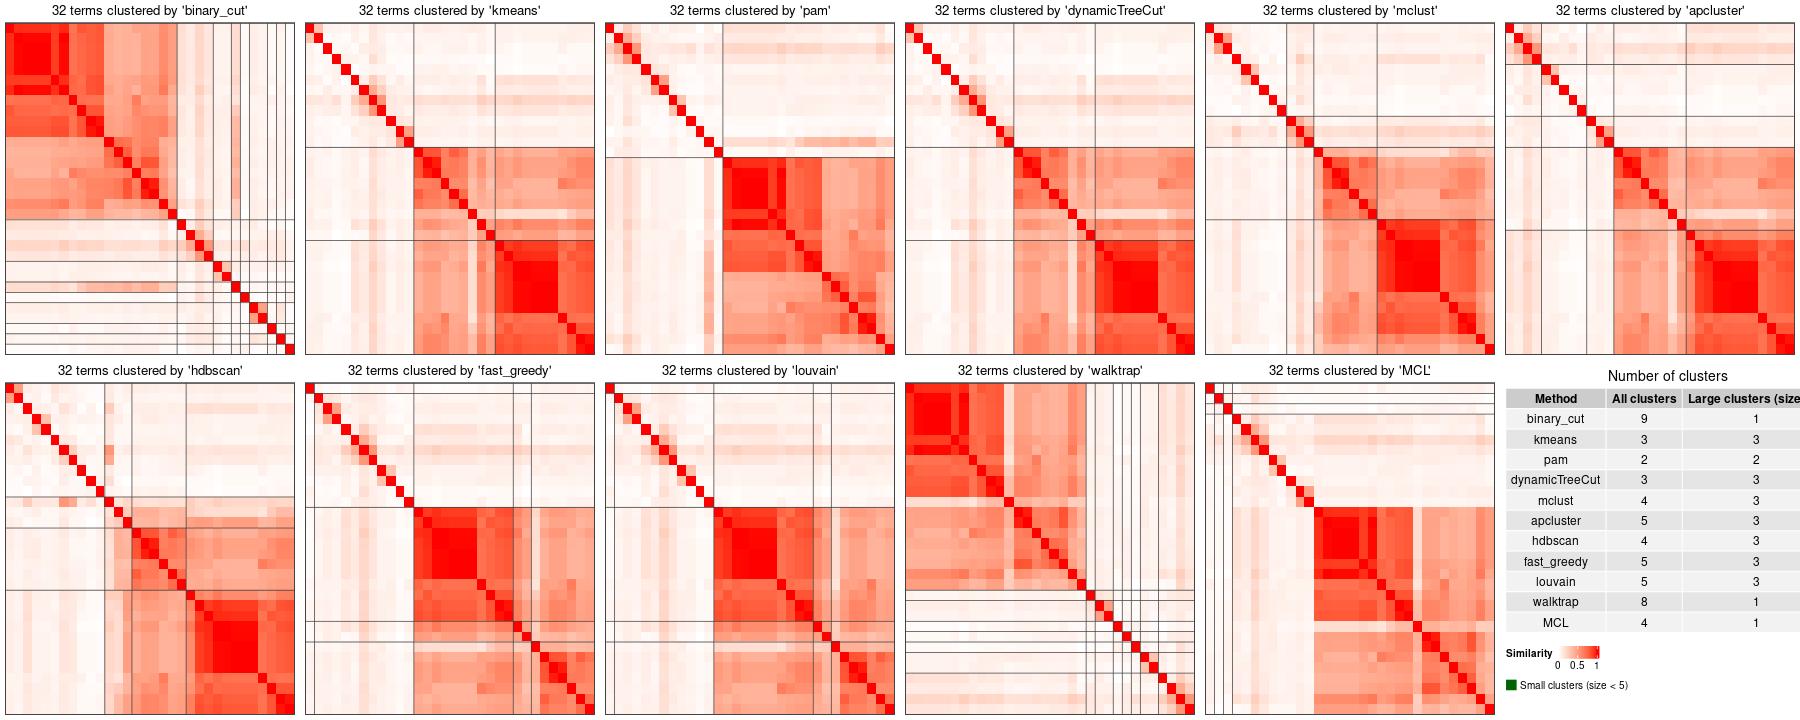 32 terms clustered by 'binary_cut'
32 terms clustered by 'kmeans'
32 terms clustered by 'pam'
32 terms clustered by 'dynamicTreeCut'
32 terms clustered by 'mclust'
32 terms clustered by 'apcluster'
32 terms clustered by 'hdbscan'
32 terms clustered by 'fast_greedy'
32 terms clustered by 'louvain'
32 terms clustered by 'walktrap'
32 terms clustered by 'MCL'
Number of clusters
Method All clusters Large clusters (size
binary_cut 9 1
kmeans 3 3
pam 2 2
dynamicTreeCut 3 3
mclust 4 3
apcluster 5 3
hdbscan 4 3
fast_greedy 5 3
louvain 5 3
walktrap 8 1
MCL 4 1
Similarity
0 0.5 1
Small clusters (size < 5)